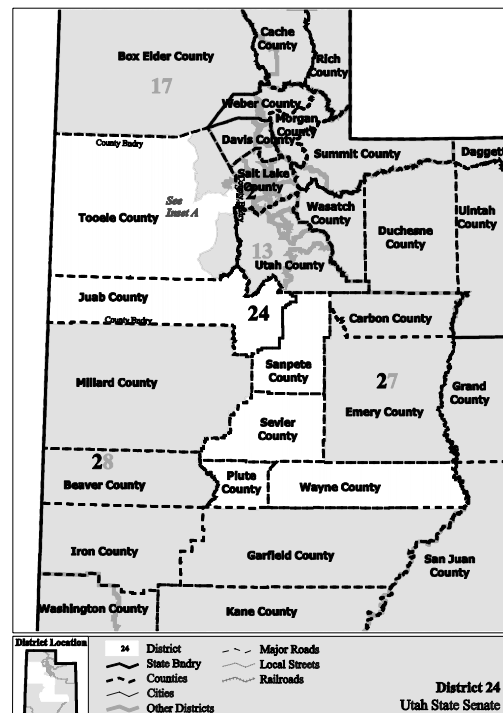 Cache
County
Box Elder County
Rich
County
17
Weber County
Morgan
County
County Bndry
Davis County
Summit County
Daggett
Salt Lake
County
2
See
Inset A
Tooele County
Wasatch
County
Uintah
County
Duchesne
County
13
Utah County
Juab County
24
County Bndry
Carbon County
Sanpete
County
Millard County
27
Grand
County
Emery County
Sevier
County
28
Beaver County
Piute
County
Wayne County
Iron County
Garfield County
San Juan
County
Washington County
Kane County
District Location
24 District
State Bndry
Counties
Cities
Other Districts
Major Roads
Local Streets
Railroads
District 24
Utah State Senate